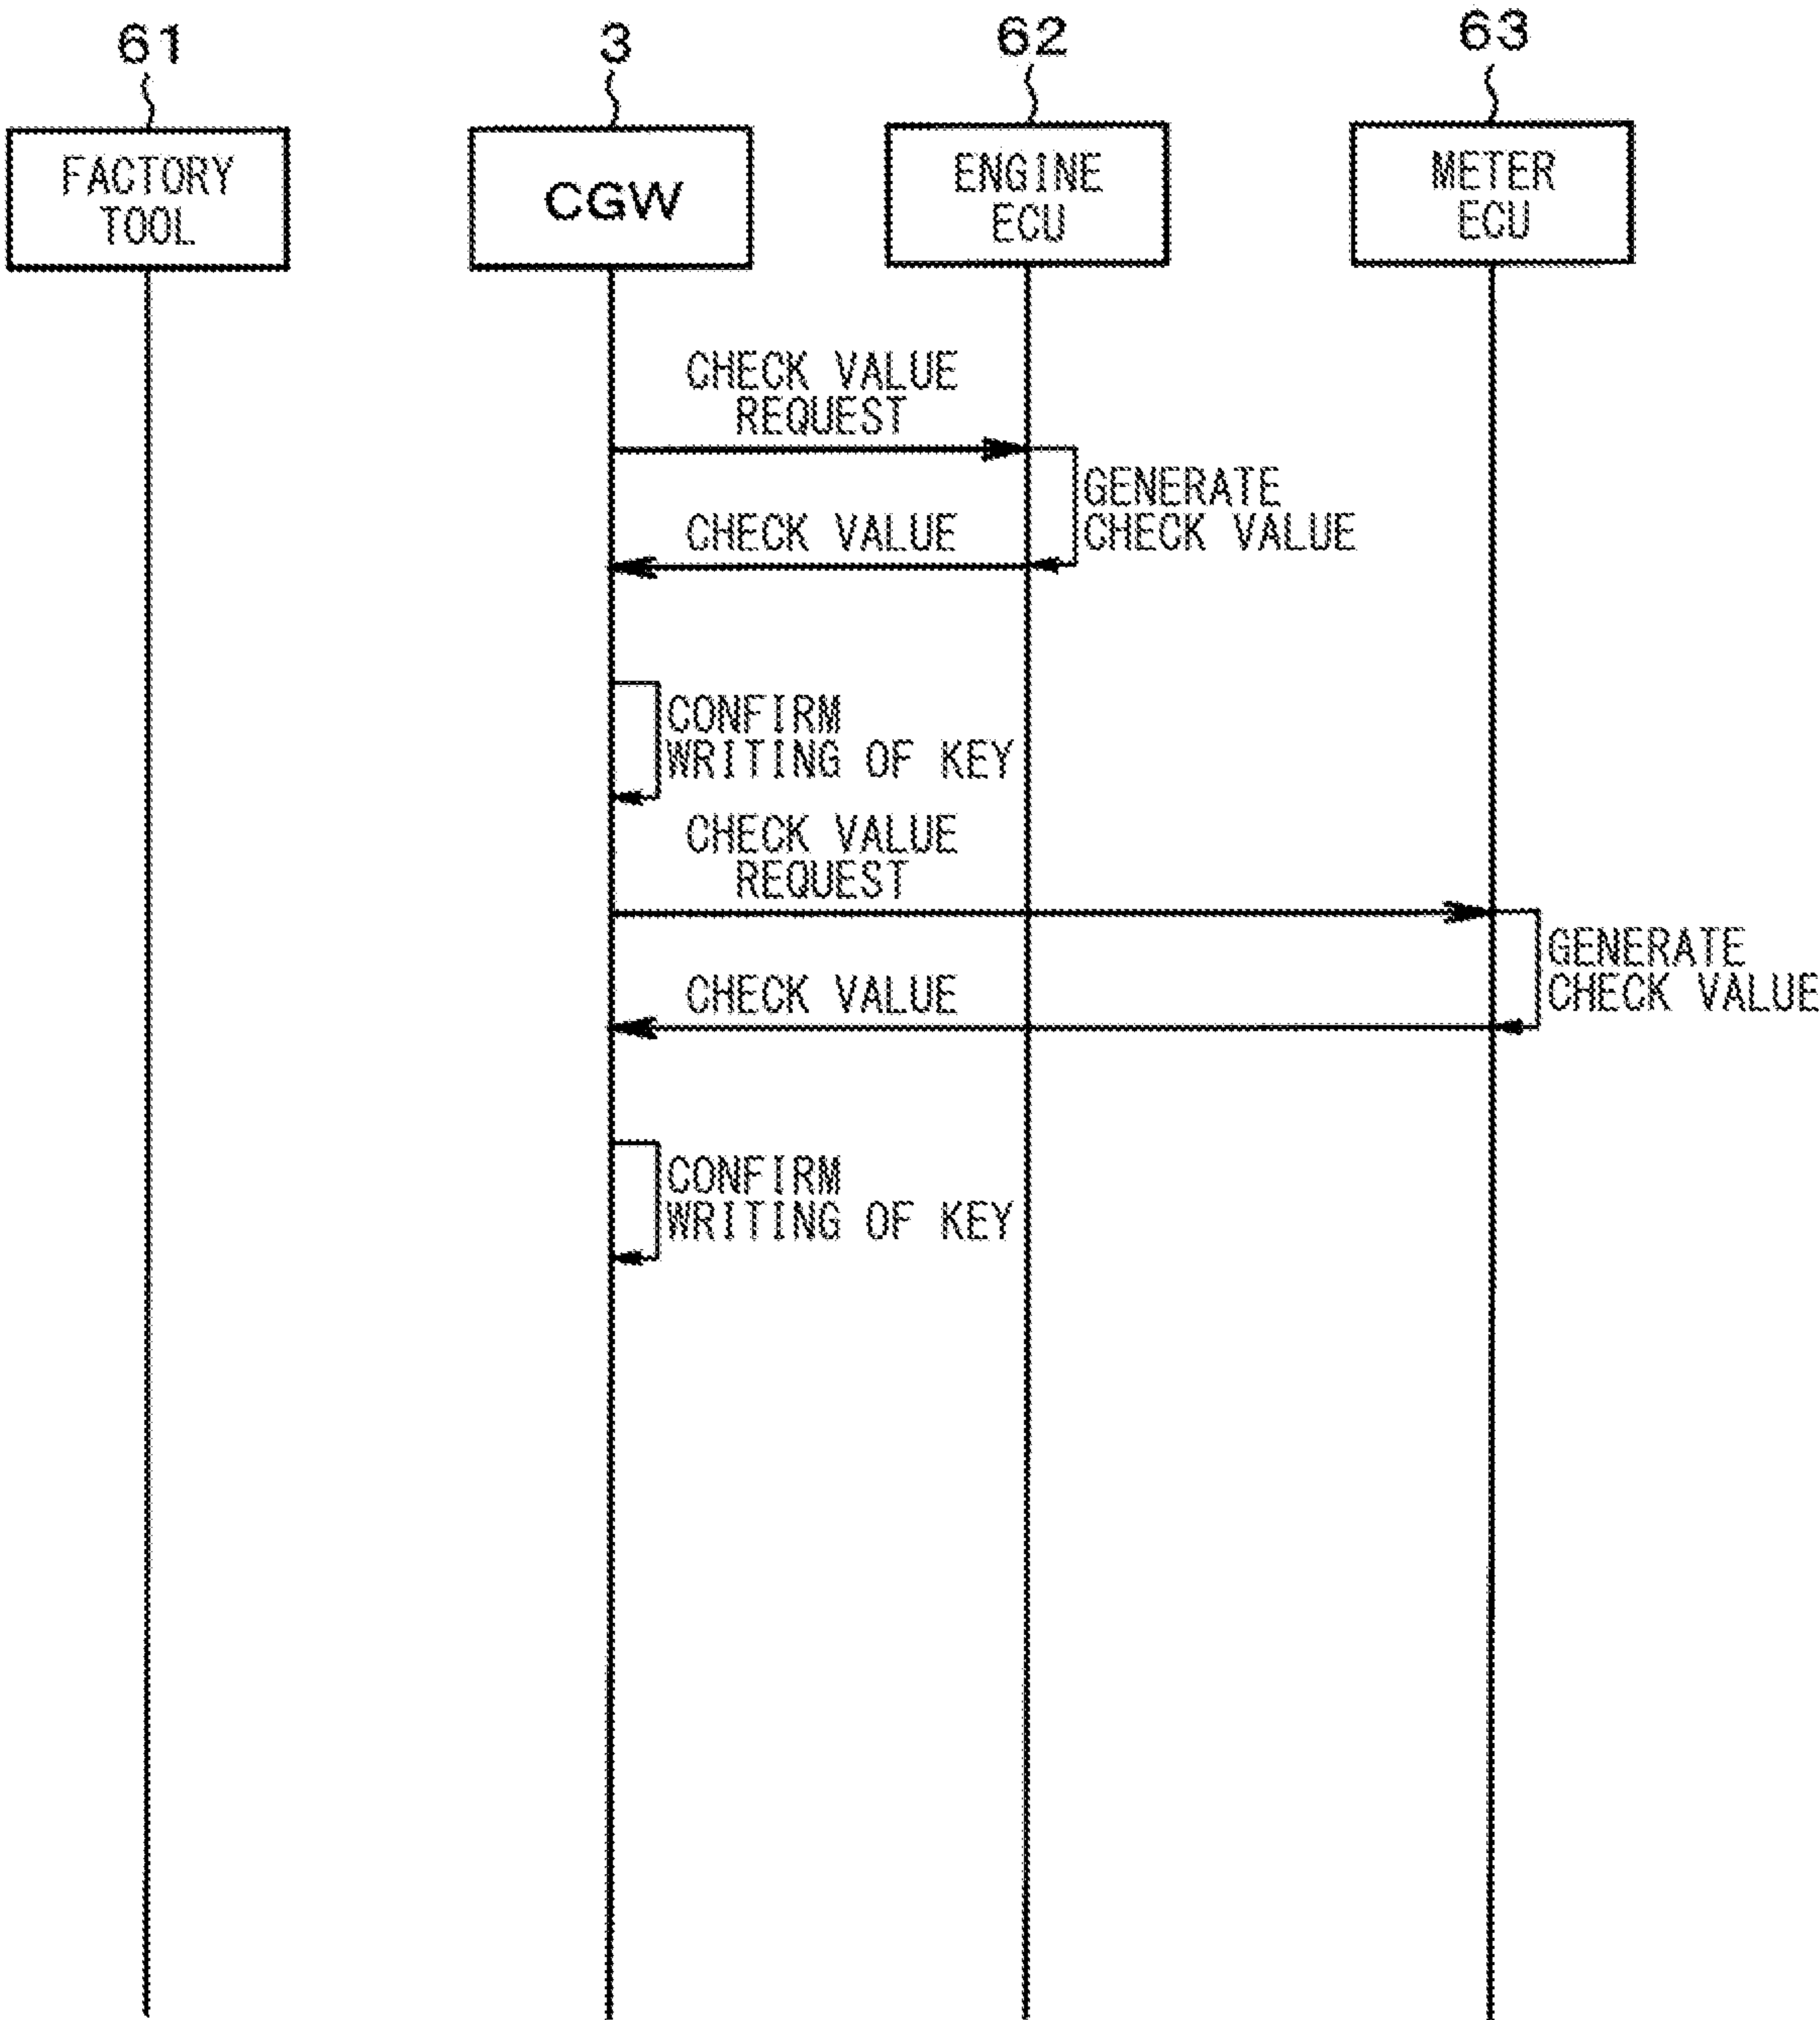 61
3
62
63
FACTORY
TOOL
CGW
ENGINE
ECU
METER
ECU
CHECK VALUE
REQUEST
GENERATE
CHECK VALUE
CHECK VALUE
CONFIRM
WRITING OF KEY
CHECK VALUE
REQUEST
GENERATE
CHECK VALUE
CHECK VALUE
CONFIRM
WRITING OF KEY